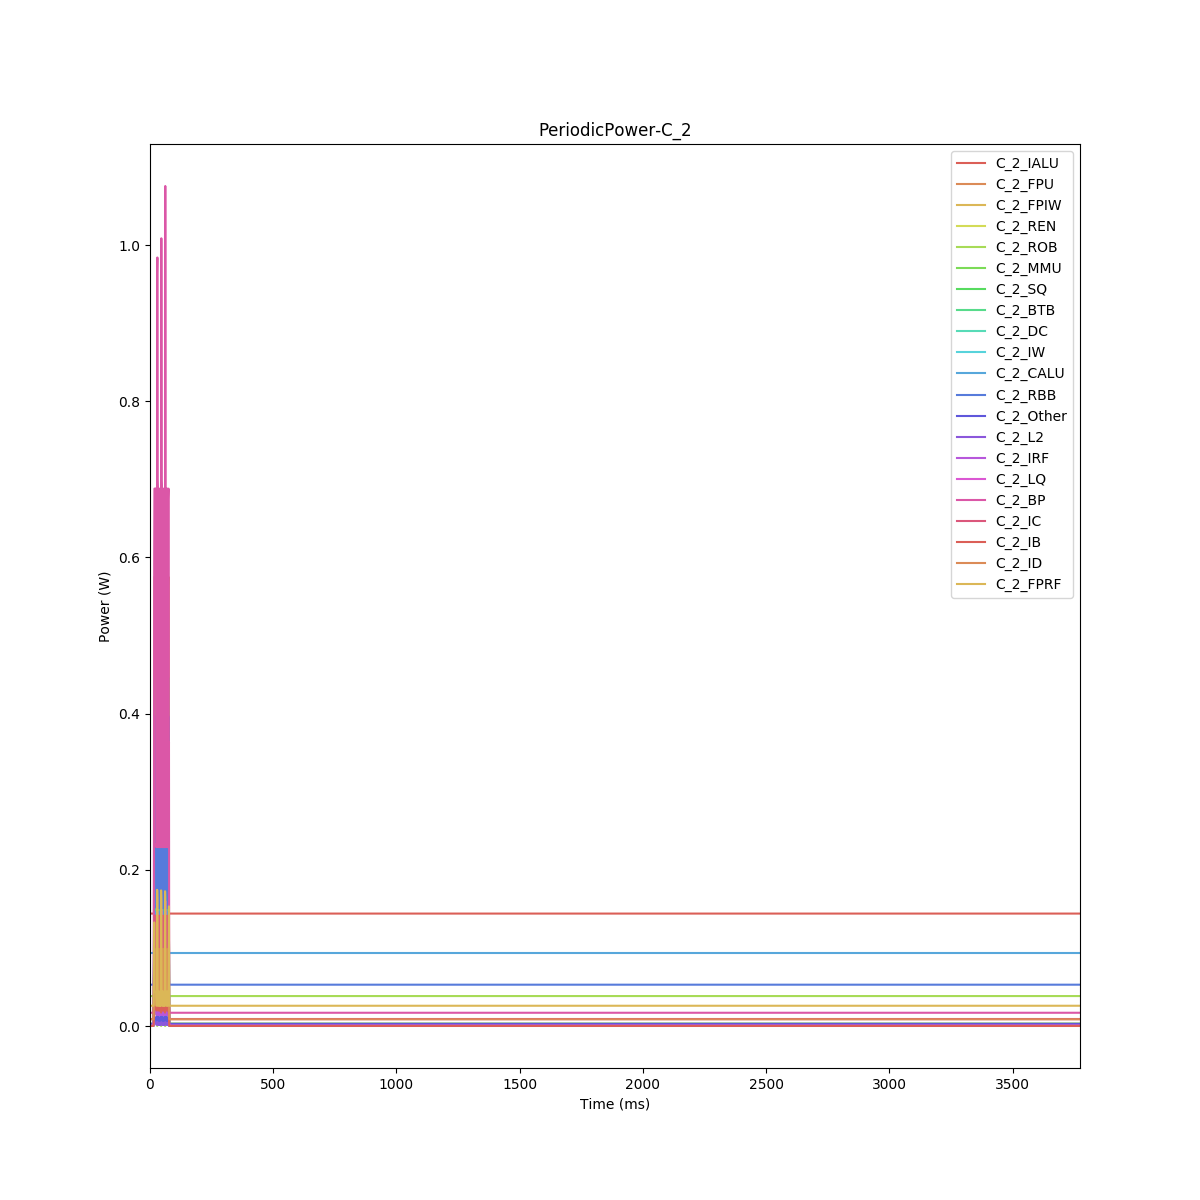 PeriodicPower-C_2
Power (W)
1.0
0.8
0.6
0.4
0.2
0.0
0 500 1000 1500 2000 2500 3000 3500
Time (ms)
C_2_IALU
C_2_FPU
C_2_FPIW
C_2_REN
C_2_ROB
C_2_MMU
C_2_SQ
C_2_BTB
C_2_DC
C_2_IW
C_2_CALU
C_2_RBB
C_2_Other
C_2_L2
C_2_IRF
C_2_LQ
C_2_BP
C_2_IC
C_2_IB
C_2_ID
C_2_FPRF